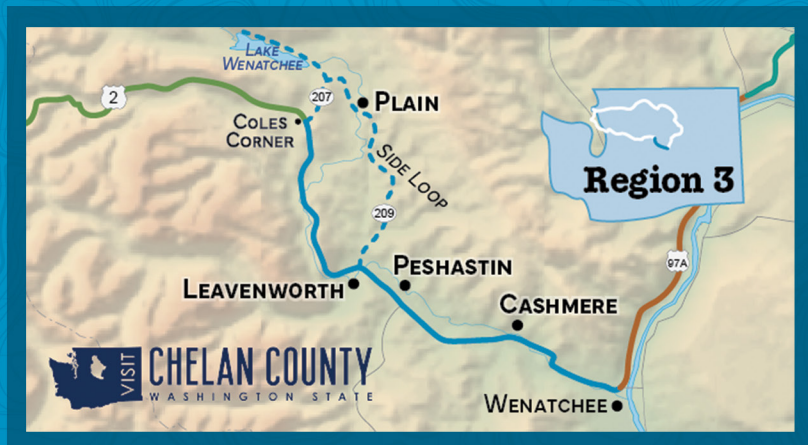 LAKE
WENATCHEE
2
207
PLAIN
COLES
CORNER
SIDE LOOP
Region 3
209
97A
LEAVENWORTH
PESHASTIN
CASHMERE
VISIT
CHELAN COUNTY
WASHINGTON STATE
WENATCHEE